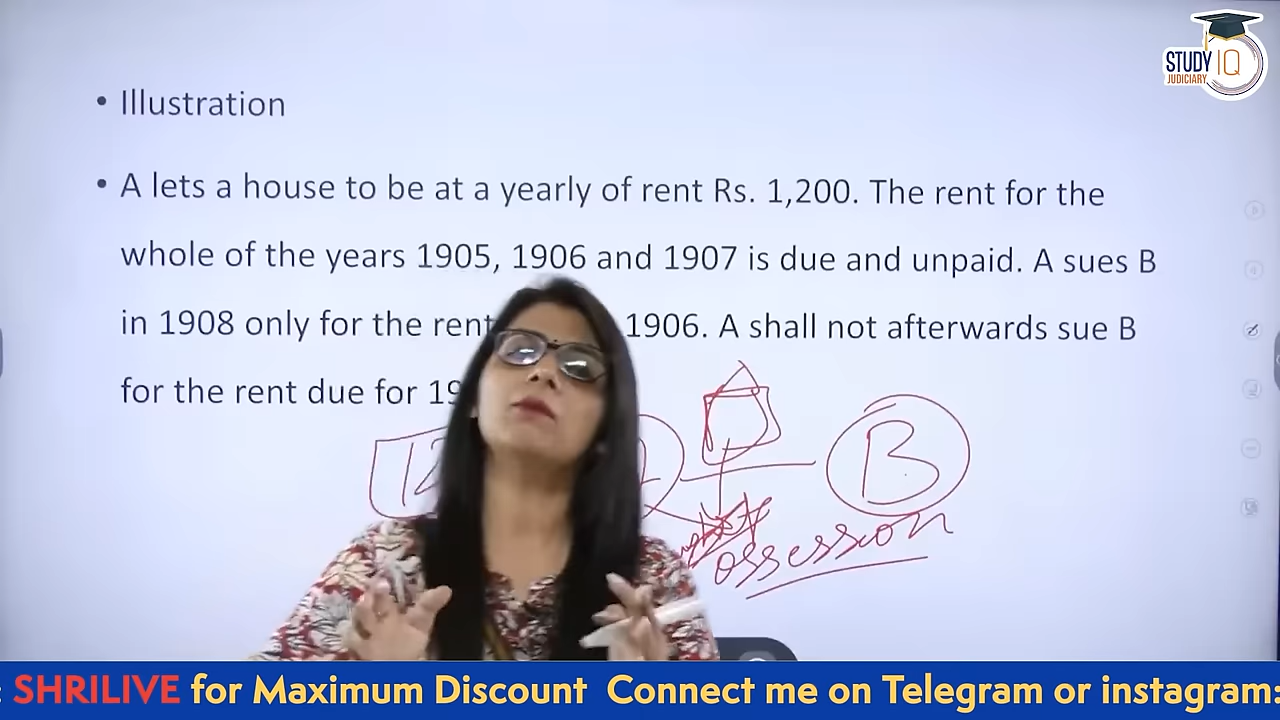 STUDY IQ
JUDICIARY
• Illustration
• A lets a house to be at a yearly of rent Rs. 1,200. The rent for the
whole of the years 1905, 1906 and 1907 is due and unpaid. A sues B
in 1908 only for the rent 1906. A shall not afterwards sue B
for the rent due for 19
B
ossession
: SHRILIVE for Maximum Discount Connect me on Telegram or instagram: